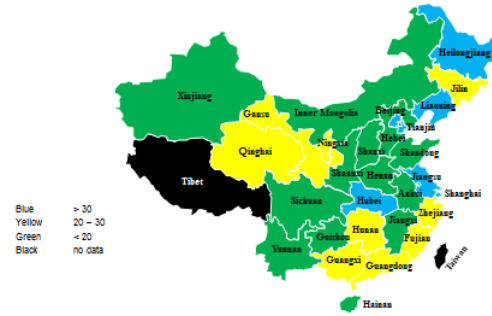 Heilongjiang
Jilin
Xinjiang
Liaoning
Gansu
Inner Mongolia
Beijing
Tianjin
Hebei
Ningxia
Shanxi
Shandong
Qinghai
Shaanxi
Henan
Jiangsu
Tibet
Anhui
Shanghai
Sichuan
Hubei
Zhejiang
Jiangxi
Hunan
Guizhou
Fujian
Yunnan
Guangxi
Guangdong
Taiwan
Hainan
Blue > 30
Yellow 20 – 30
Green < 20
Black no data